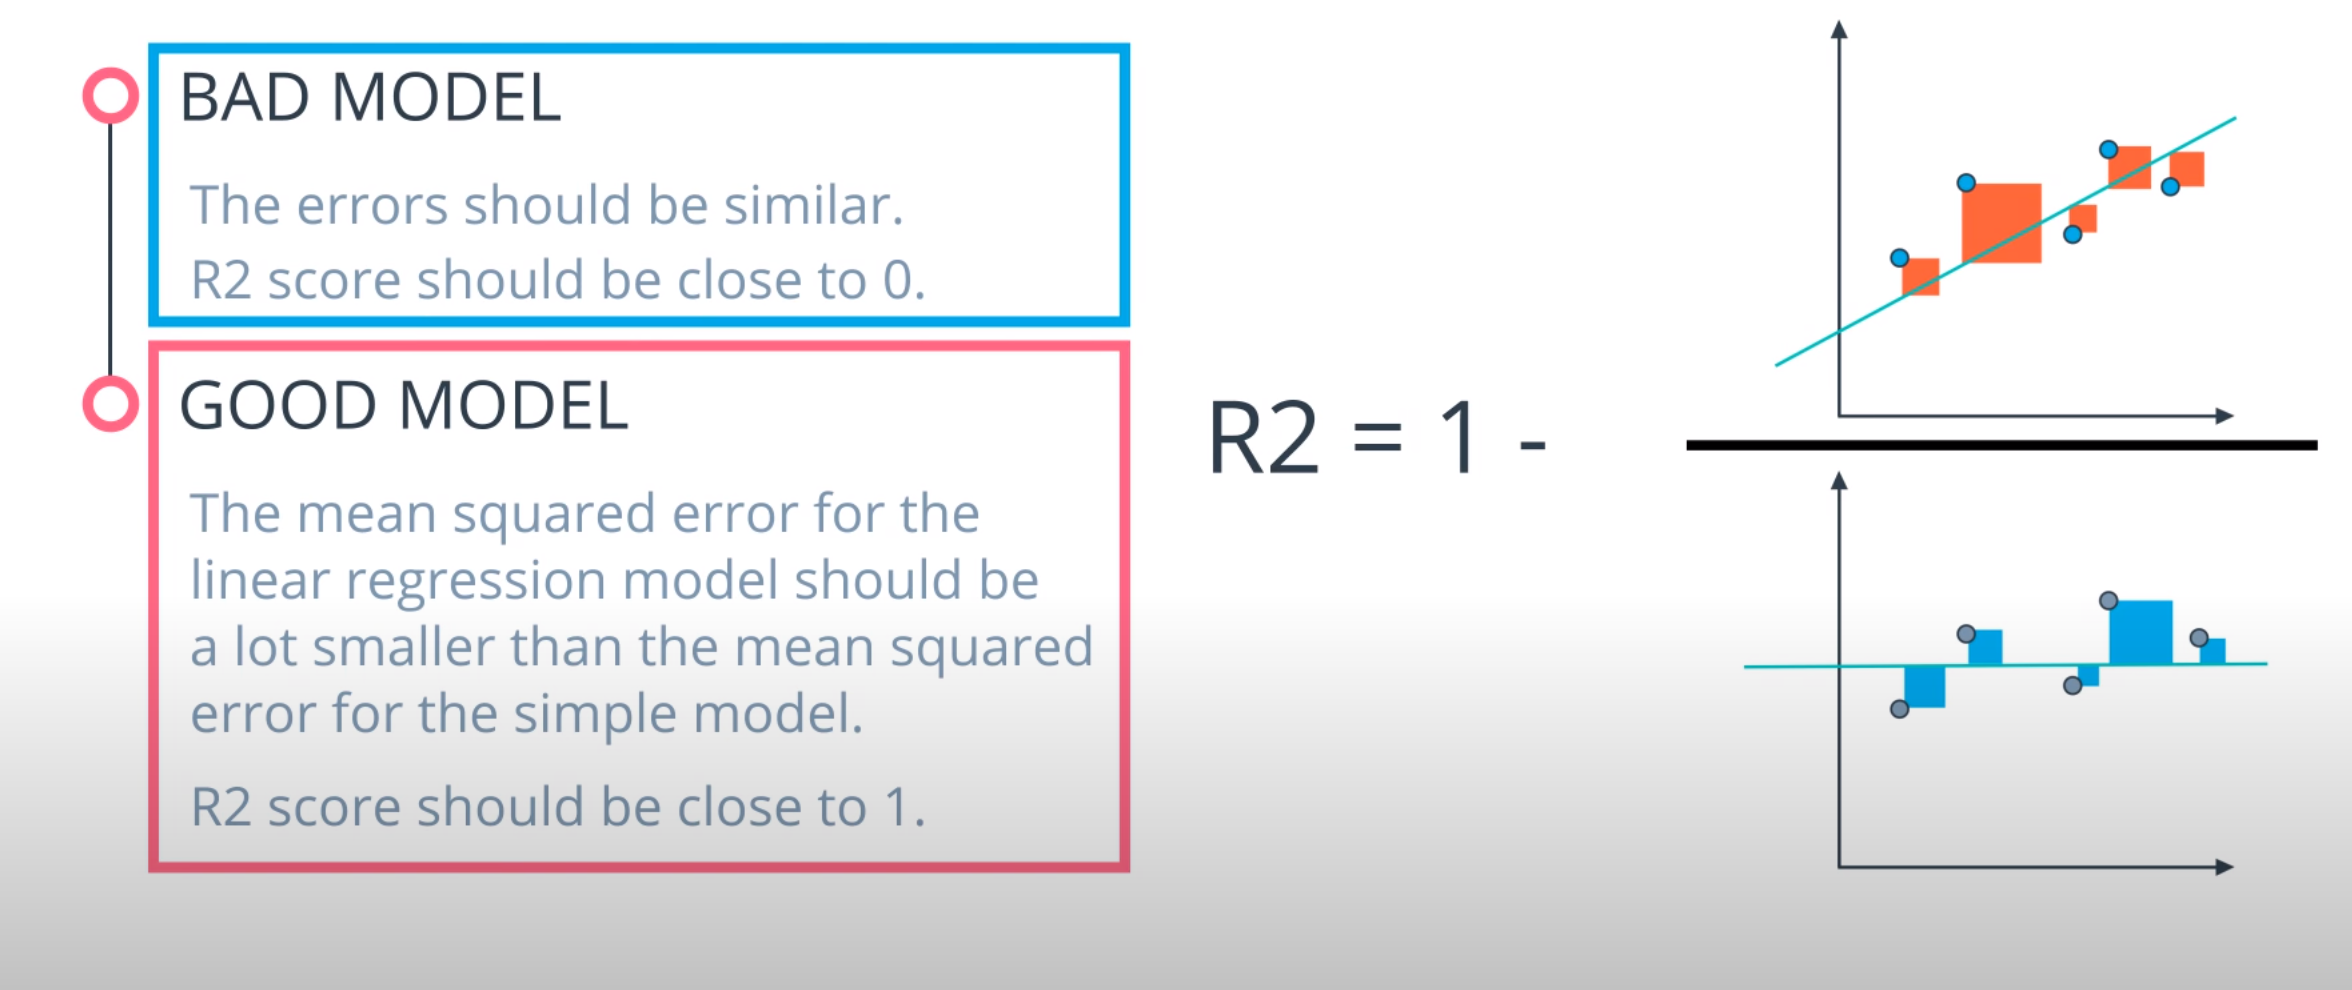 BAD MODEL
The errors should be similar.
R2 score should be close to 0.
GOOD MODEL
The mean squared error for the
linear regression model should be
a lot smaller than the mean squared
error for the simple model.
R2 score should be close to 1.
R2 = 1 -